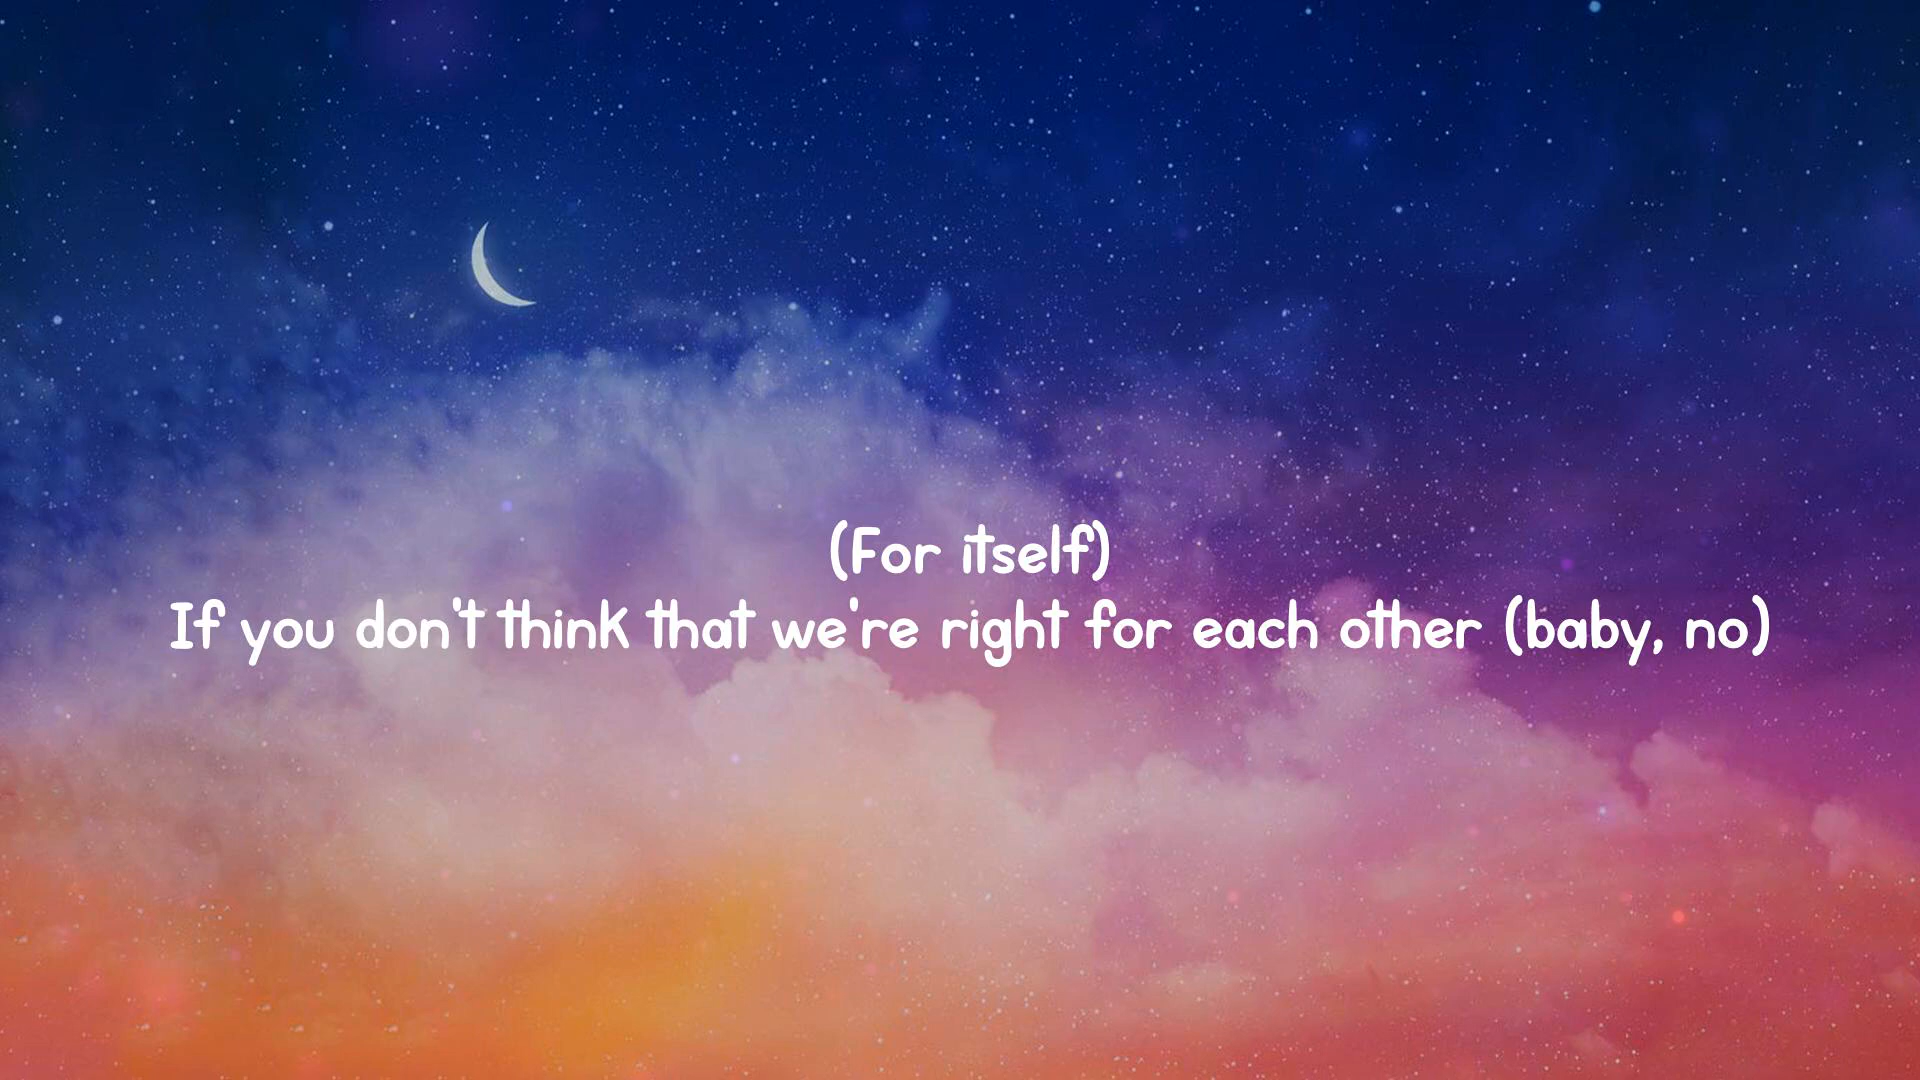 (For itself)
If you don't think that we're right for each other (baby, no)